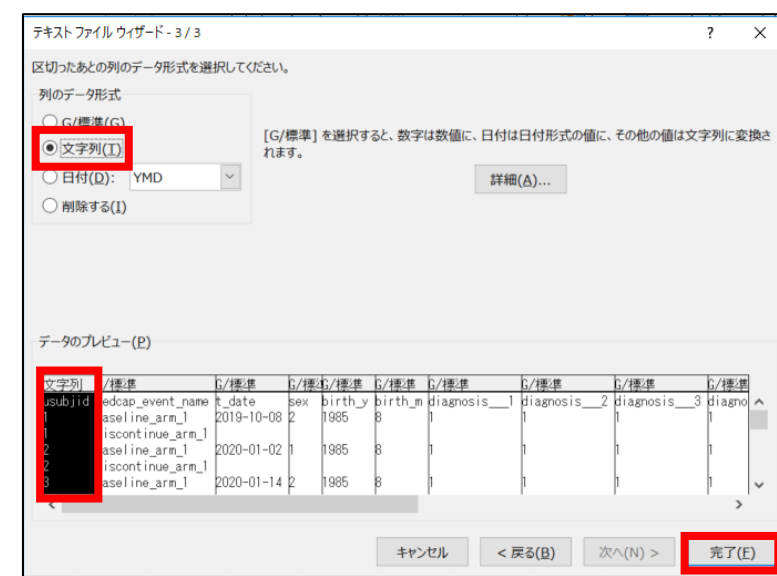 テキスト ファイル ウィザード - 3 / 3 ? ×
区切ったあとの列のデータ形式を選択してください。
列のデータ形式
G/標準(G)
文字列(T)
日付(D): YMD
削除する(I)
[G/標準] を選択すると、数字は数値に、日付は日付形式の値に、その他の値は文字列に変換されます。
詳細(A)...
データのプレビュー(P)
文字列 /標準 G/標準 G/標準 G/標準 G/標準 G/標準 G/標準 G/標準 G/標準
usubjid edcap_event_name t_date sex birth_y birth_m diagnosis___1 diagnosis___2 diagnosis___3 diagno
1 aseline_arm_1 2019-10-08 2 1985 8 1 1 1 1
1 iscontinue_arm_1
2 aseline_arm_1 2020-01-02 1 1985 8 1 1 1 1
2 iscontinue_arm_1
3 aseline_arm_1 2020-01-14 2 1985 8 1 1 1 1
キャンセル < 戻る(B) 次へ(N) > 完了(F)